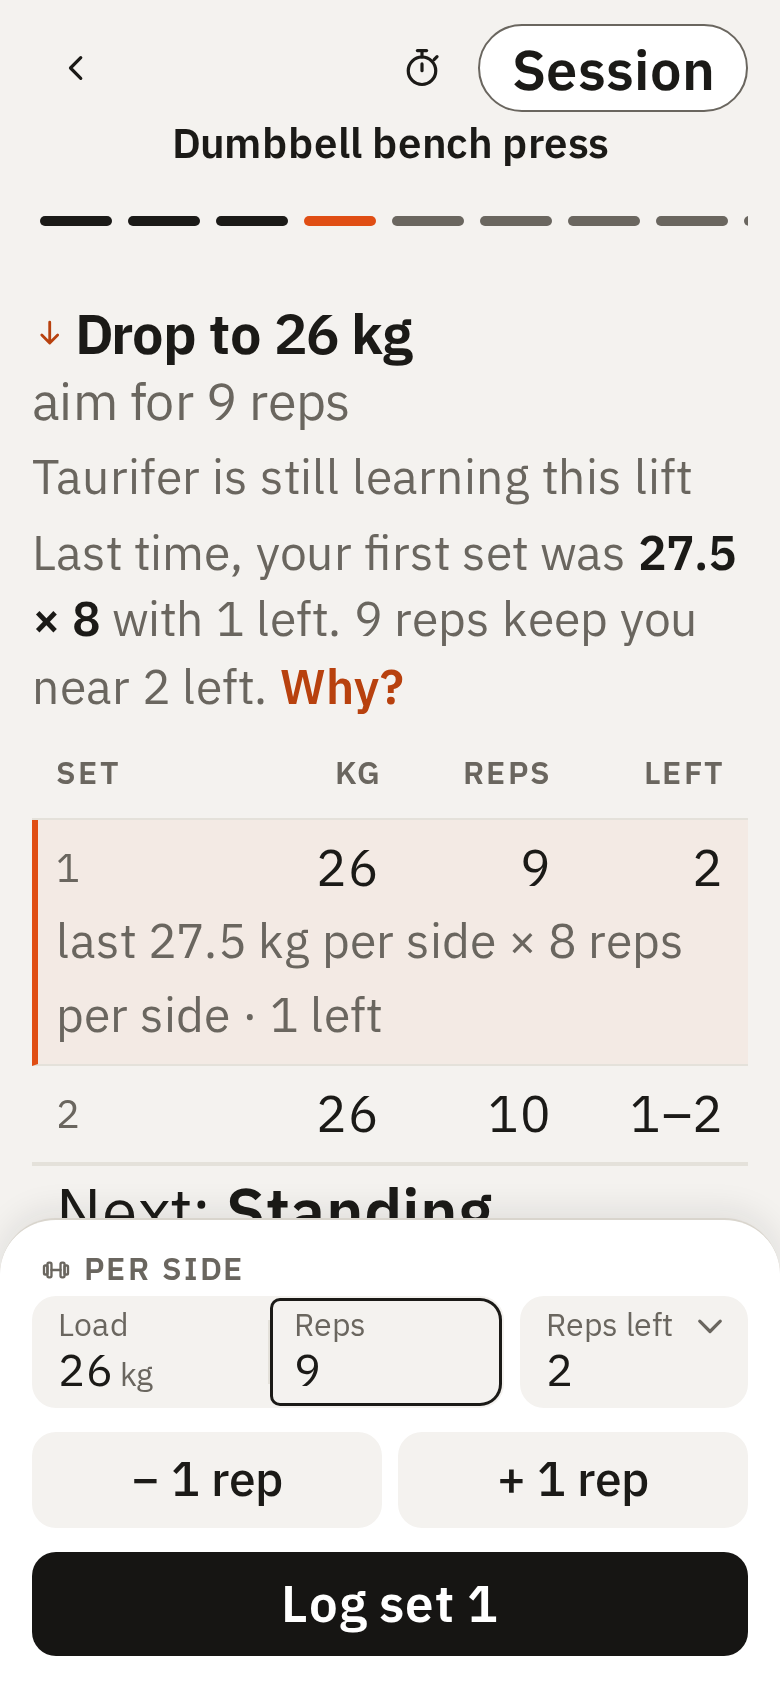 Session
Dumbbell bench press
Drop to 26 kg
aim for 9 reps
Taurifer is still learning this lift
Last time, your first set was 27.5
× 8 with 1 left. 9 reps keep you
near 2 left. Why?
SET KG REPS LEFT
1 26 9 2
last 27.5 kg per side × 8 reps
per side · 1 left
2 26 10 1–2
Next: Standing
PER SIDE
Load Reps Reps left
26 kg 9 2
− 1 rep + 1 rep
Log set 1